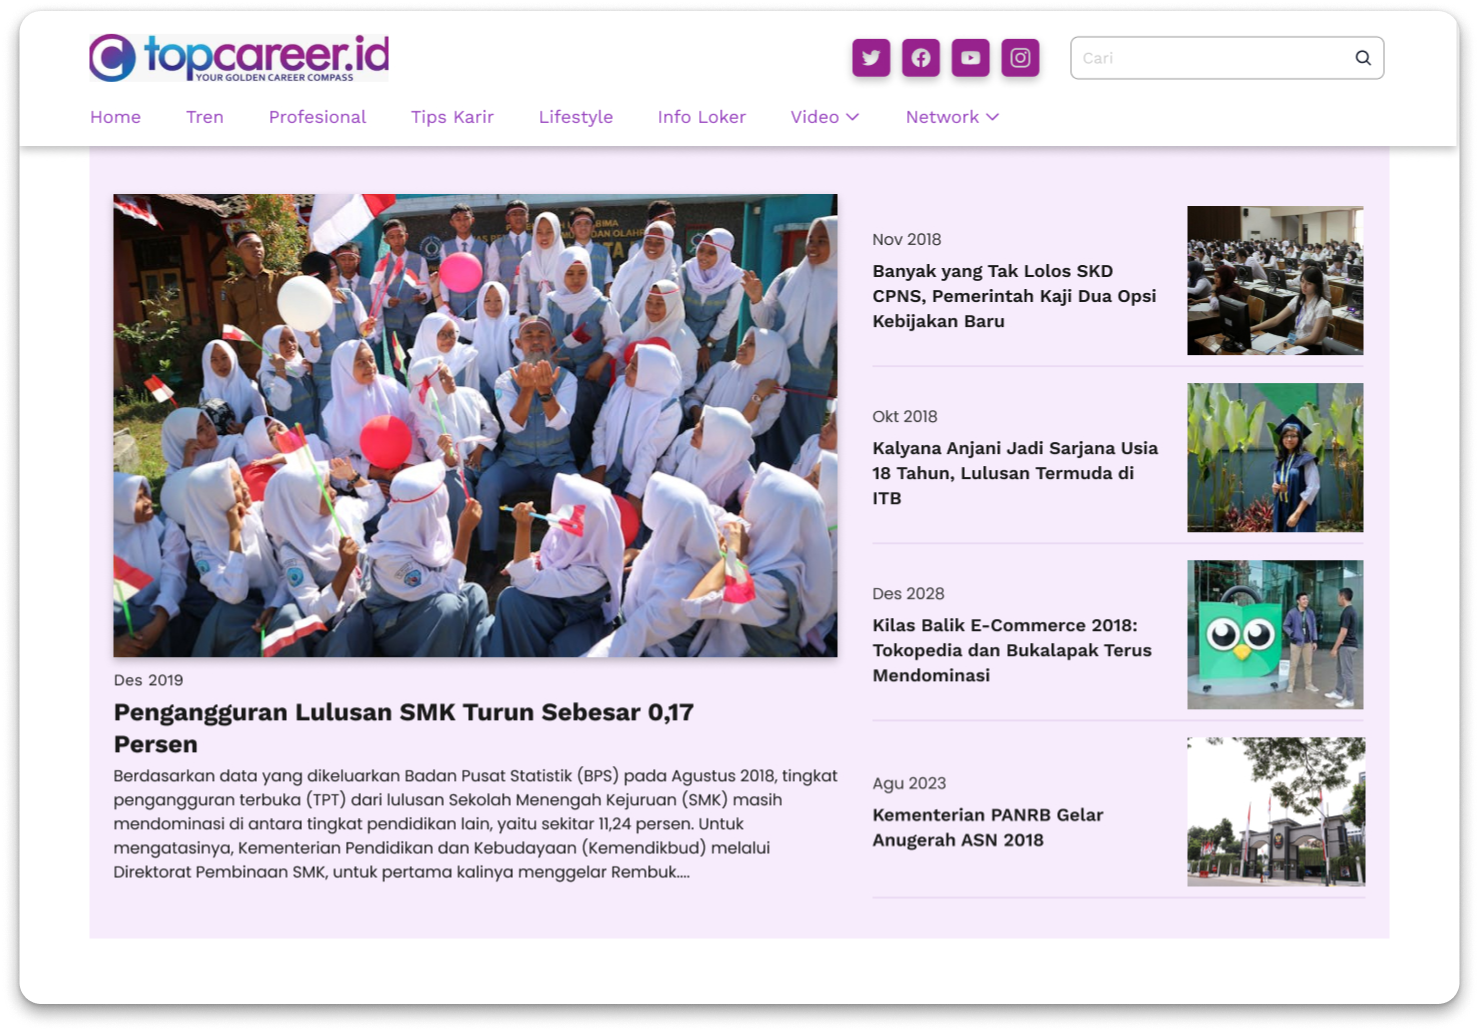 topcareer.id
YOUR GOLDEN CAREER COMPASS
Cari
Home
Tren
Profesional
Tips Karir
Lifestyle
Info Loker
Video
Network
Des 2019
Pengangguran Lulusan SMK Turun Sebesar 0,17
Persen
Berdasarkan data yang dikeluarkan Badan Pusat Statistik (BPS) pada Agustus 2018, tingkat
pengangguran terbuka (TPT) dari lulusan Sekolah Menengah Kejuruan (SMK) masih
mendominasi di antara tingkat pendidikan lain, yaitu sekitar 11,24 persen. Untuk
mengatasinya, Kementerian Pendidikan dan Kebudayaan (Kemendikbud) melalui
Direktorat Pembinaan SMK, untuk pertama kalinya menggelar Rembuk....
Nov 2018
Banyak yang Tak Lolos SKD
CPNS, Pemerintah Kaji Dua Opsi
Kebijakan Baru
Okt 2018
Kalyana Anjani Jadi Sarjana Usia
18 Tahun, Lulusan Termuda di
ITB
Des 2028
Kilas Balik E-Commerce 2018:
Tokopedia dan Bukalapak Terus
Mendominasi
Agu 2023
Kementerian PANRB Gelar
Anugerah ASN 2018